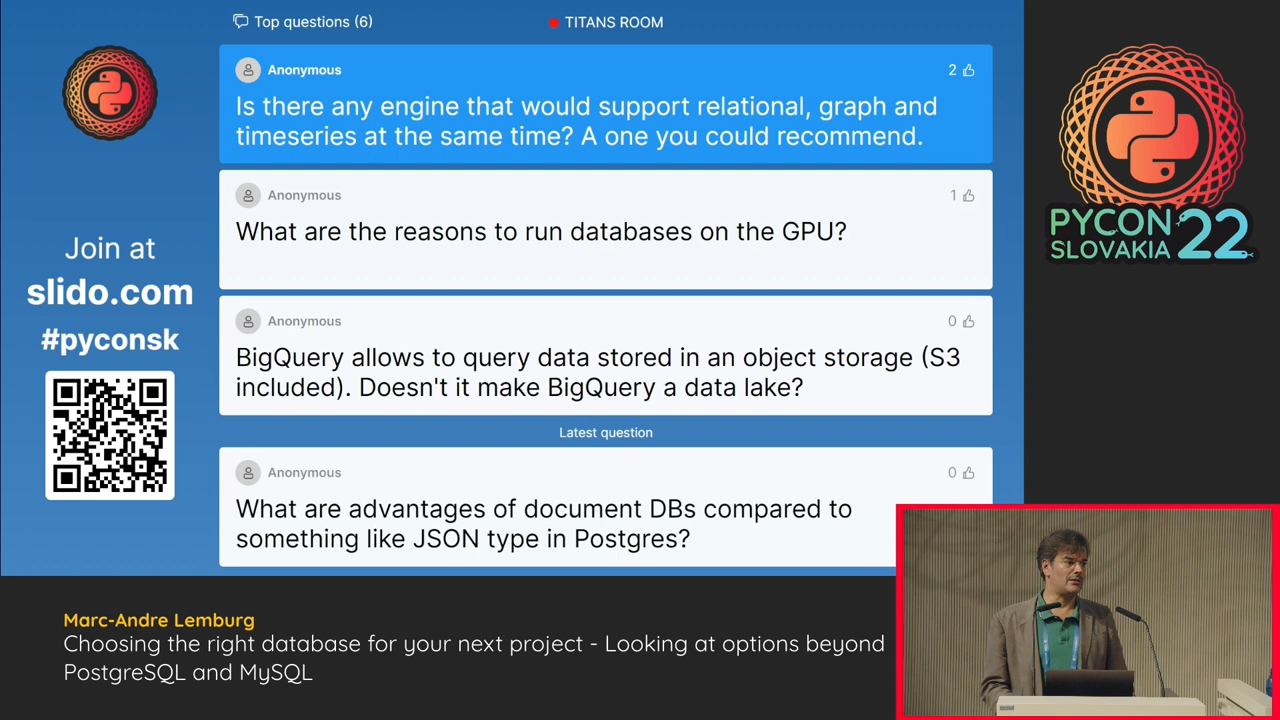 Top questions (6)
TITANS ROOM
Anonymous
2
Is there any engine that would support relational, graph and
timeseries at the same time? A one you could recommend.
Anonymous
1
What are the reasons to run databases on the GPU?
Anonymous
0
BigQuery allows to query data stored in an object storage (S3
included). Doesn't it make BigQuery a data lake?
Latest question
Anonymous
0
What are advantages of document DBs compared to
something like JSON type in Postgres?
Join at
slido.com
#pyconsk
PYCON
SLOVAKIA
22
Marc-Andre Lemburg
Choosing the right database for your next project - Looking at options beyond
PostgreSQL and MySQL